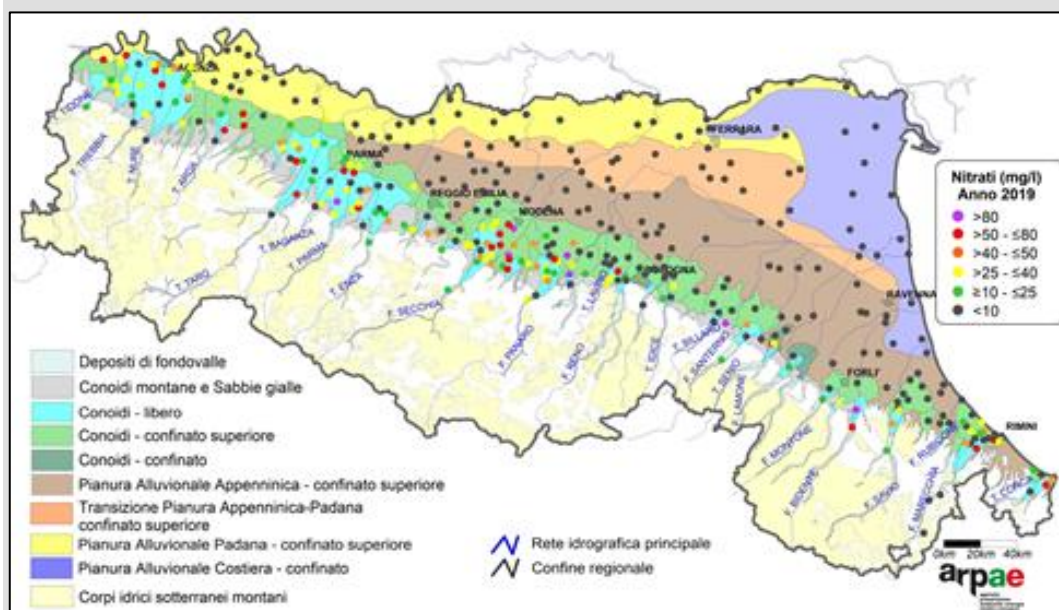 PARMA
FERRARA
REGGIO EMILIA
MODENA
BOLOGNA
RAVENNA
FORLI'
RIMINI
T. TIDONE
F. TREBBIA
T. NURE
T. ARDA
F. TARO
T. BAGANZA
T. PARMA
T. ENZA
F. SECCHIA
F. PANARO
F. RENO
T. IDICE
T. SILLARO
F. SANTERNO
T. SENIO
F. LAMONE
F. MONTONE
F. BIDENTE
F. SAVIO
F. RUBICONE
F. MARECCHIA
T. CONCA
Nitrati (mg/l)
Anno 2019
>80
>50 - ≤80
>40 - ≤50
>25 - ≤40
≥10 - ≤25
<10
Depositi di fondovalle
Conoidi montane e Sabbie gialle
Conoidi - libero
Conoidi - confinato superiore
Conoidi - confinato
Pianura Alluvionale Appenninica - confinato superiore
Transizione Pianura Appenninica-Padana
confinato superiore
Pianura Alluvionale Padana - confinato superiore
Pianura Alluvionale Costiera - confinato
Corpi idrici sotterranei montani
Rete idrografica principale
Confine regionale
0km 20km 40km
arpae